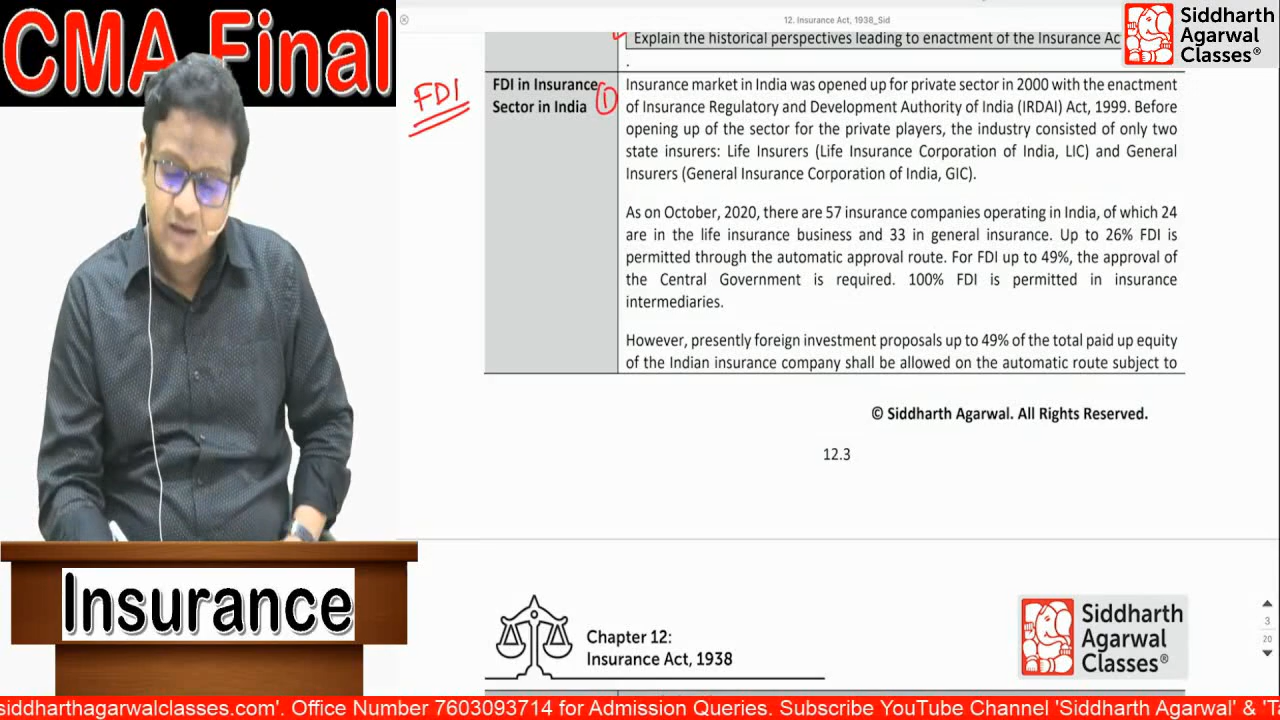 CMA Final
12. Insurance Act, 1938_Sid
Siddharth
Agarwal
Classes®
Explain the historical perspectives leading to enactment of the Insurance Ac
.
FDI
FDI in Insurance
Sector in India
1
Insurance market in India was opened up for private sector in 2000 with the enactment
of Insurance Regulatory and Development Authority of India (IRDAI) Act, 1999. Before
opening up of the sector for the private players, the industry consisted of only two
state insurers: Life Insurers (Life Insurance Corporation of India, LIC) and General
Insurers (General Insurance Corporation of India, GIC).
As on October, 2020, there are 57 insurance companies operating in India, of which 24
are in the life insurance business and 33 in general insurance. Up to 26% FDI is
permitted through the automatic approval route. For FDI up to 49%, the approval of
the Central Government is required. 100% FDI is permitted in insurance
intermediaries.
However, presently foreign investment proposals up to 49% of the total paid up equity
of the Indian insurance company shall be allowed on the automatic route subject to
© Siddharth Agarwal. All Rights Reserved.
12.3
Insurance
Chapter 12:
Insurance Act, 1938
Siddharth
Agarwal
Classes®
3
20
siddharthagarwalclasses.com'. Office Number 7603093714 for Admission Queries. Subscribe YouTube Channel 'Siddharth Agarwal' & 'Ta